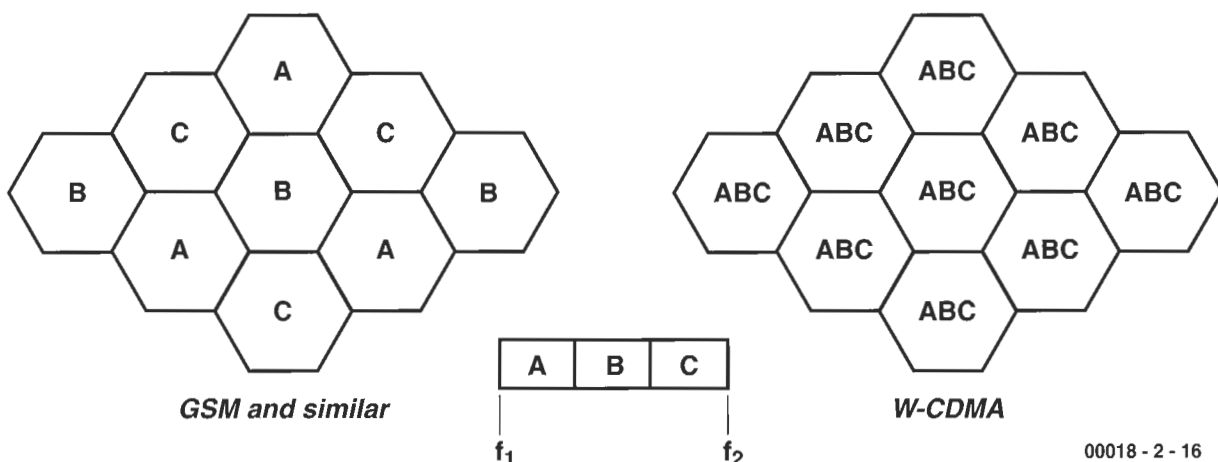 A
ABC
C
C
ABC
ABC
B
B
B
ABC
ABC
ABC
A
A
ABC
ABC
C
ABC
A B C
GSM and similar
W-CDMA
f1 f2
00018 - 2 - 16